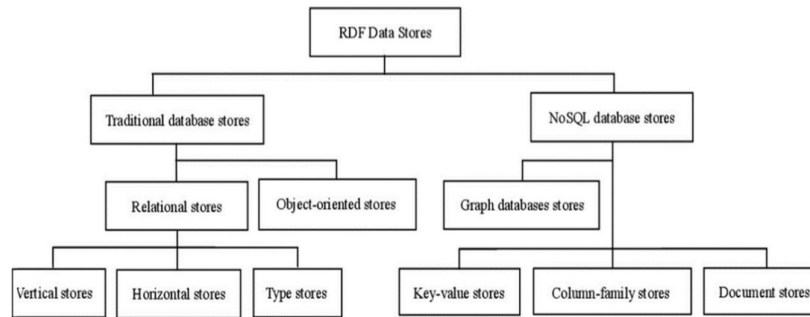 RDF Data Stores
Traditional database stores
NoSQL database stores
Relational stores
Object-oriented stores
Graph databases stores
Vertical stores
Horizontal stores
Type stores
Key-value stores
Column-family stores
Document stores